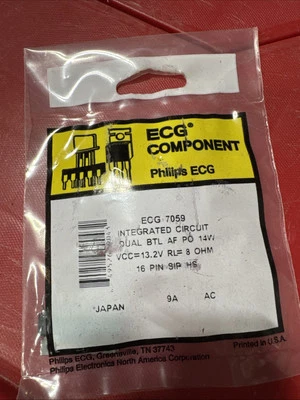 ECG®
COMPONENT
Philips ECG
ECG 7059
INTEGRATED CIRCUIT
DUAL BTL AF PO 14W
VCC=13.2V RL= 8 OHM
16 PIN SIP HS
JAPAN 9A AC
Printed in U.S.A.
Philips ECG, Greeneville, TN 37743
Philips Electronics North America Corporation